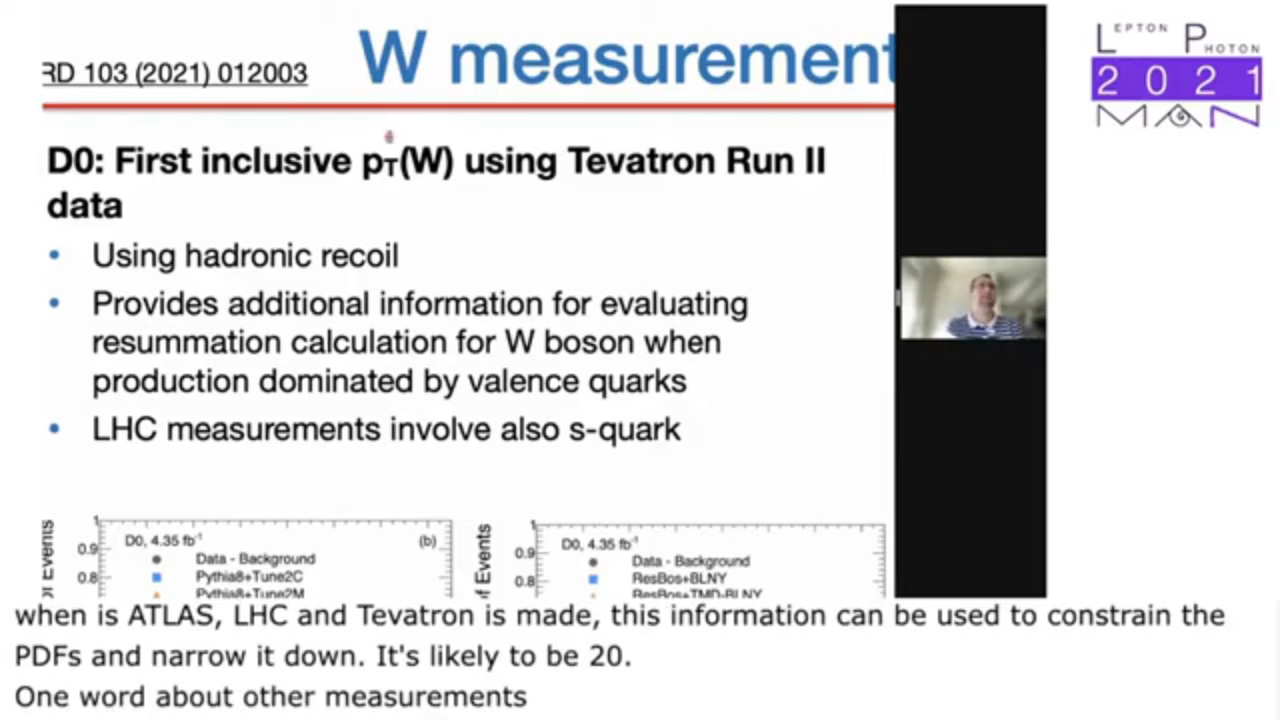 RD 103 (2021) 012003
W measurement
LEPTON PHOTON
2021
MAN
D0: First inclusive pT(W) using Tevatron Run II
data
• Using hadronic recoil
• Provides additional information for evaluating
resummation calculation for W boson when
production dominated by valence quarks
• LHC measurements involve also s-quark
Events
1
0.9
0.8
D0, 4.35 fb-1
(b)
Data - Background
Pythia8+Tune2C
Pythia8+Tune2M
f Events
1
0.9
0.8
D0, 4.35 fb-1
Data - Background
ResBos+BLNY
ResBos+TMD-BLNY
when is ATLAS, LHC and Tevatron is made, this information can be used to constrain the
PDFs and narrow it down. It's likely to be 20.
One word about other measurements